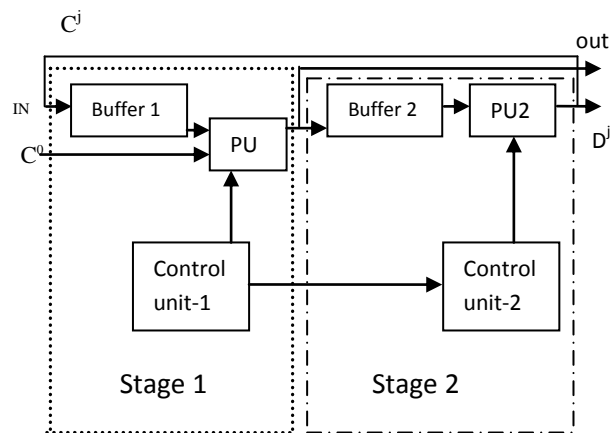 C^j
out
IN
Buffer 1
PU
Buffer 2
PU2
C^0
D^j
Control
unit-1
Control
unit-2
Stage 1
Stage 2